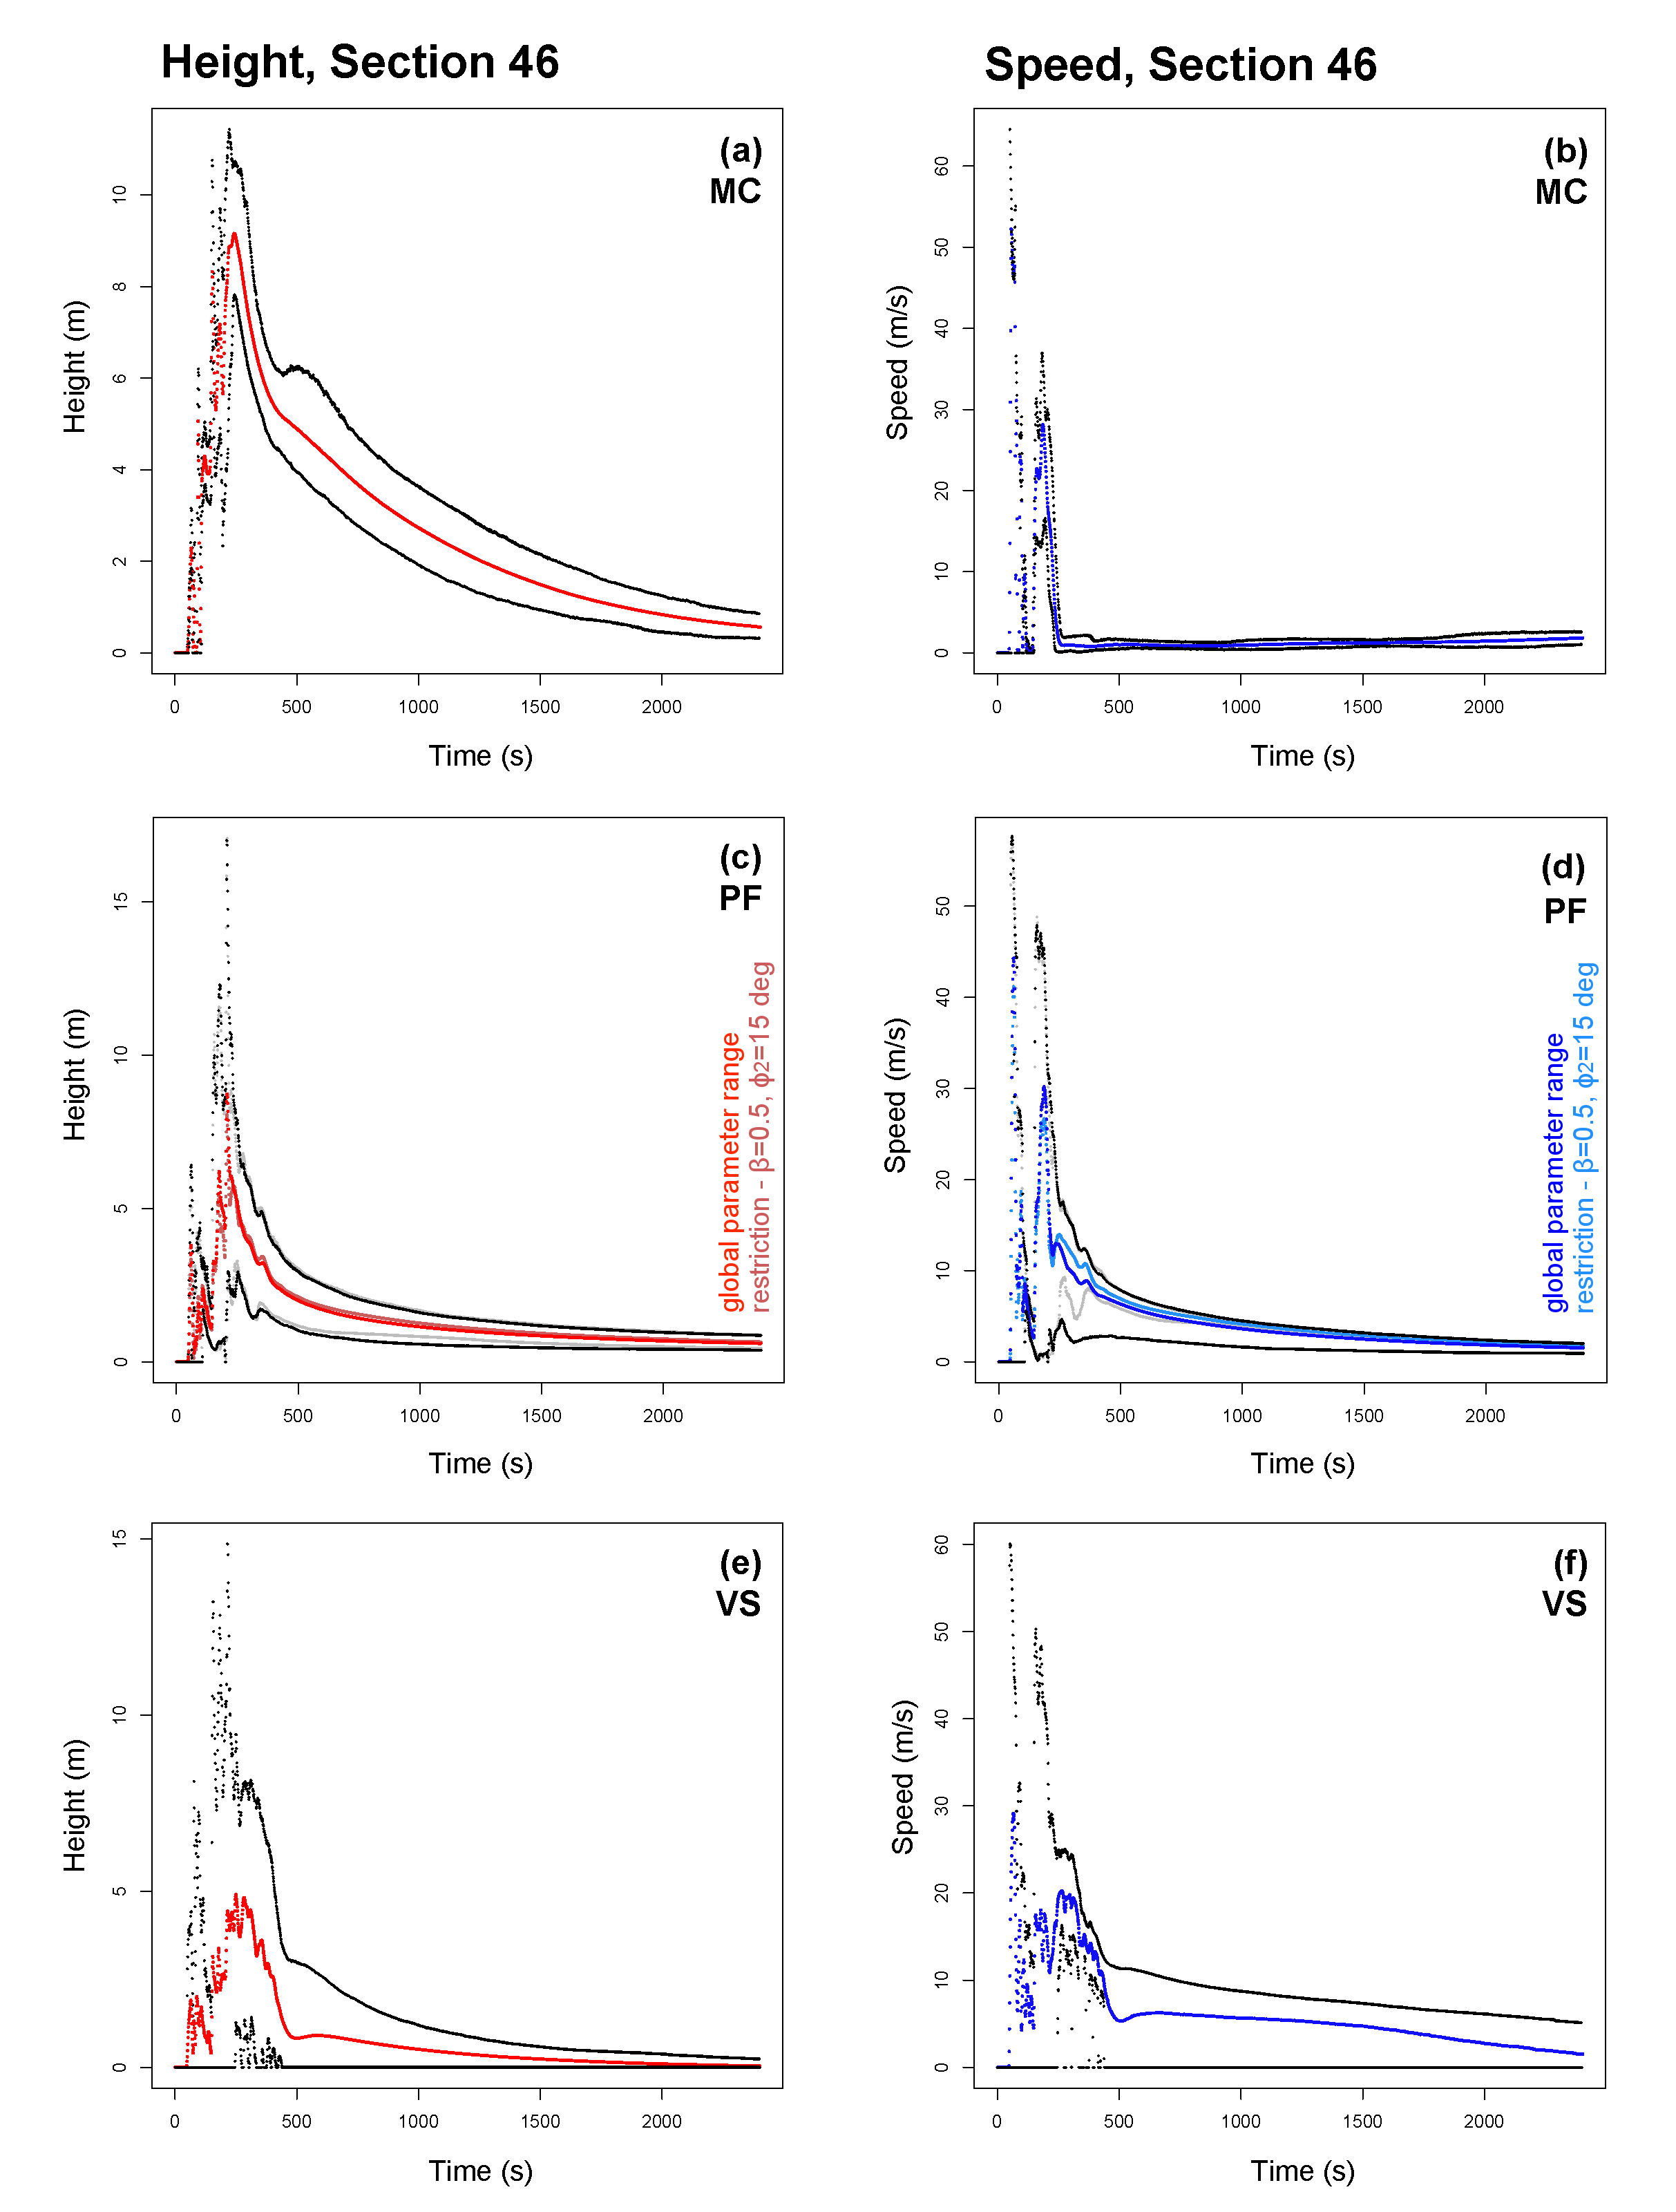 Height, Section 46
Speed, Section 46
(a)
MC
Height (m)
0
2
4
6
8
10
0 500 1000 1500 2000
Time (s)
(b)
MC
Speed (m/s)
0
10
20
30
40
50
60
0 500 1000 1500 2000
Time (s)
(c)
PF
Height (m)
0
5
10
15
global parameter range
restriction - β=0.5, ϕ2=15 deg
0 500 1000 1500 2000
Time (s)
(d)
PF
Speed (m/s)
0
10
20
30
40
50
global parameter range
restriction - β=0.5, ϕ2=15 deg
0 500 1000 1500 2000
Time (s)
(e)
VS
Height (m)
0
5
10
15
0 500 1000 1500 2000
Time (s)
(f)
VS
Speed (m/s)
0
10
20
30
40
50
60
0 500 1000 1500 2000
Time (s)